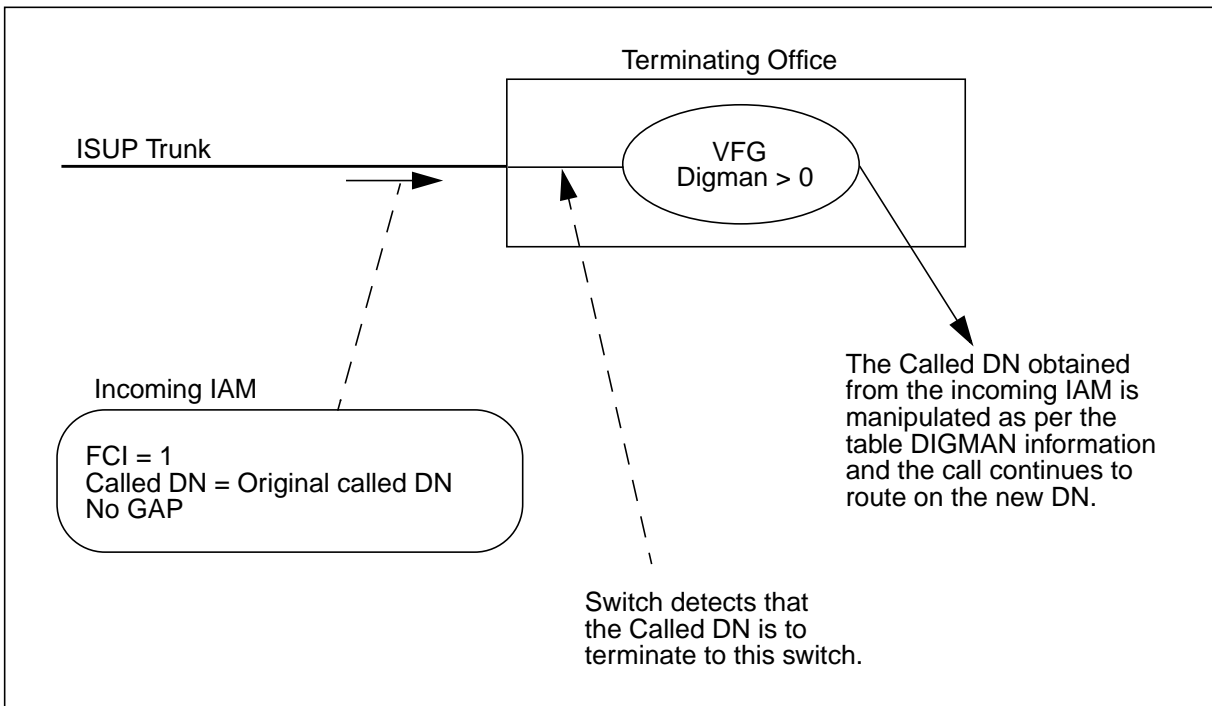 Terminating Office
ISUP Trunk
VFG
Digman > 0
Incoming IAM
FCI = 1
Called DN = Original called DN
No GAP
The Called DN obtained
from the incoming IAM is
manipulated as per the
table DIGMAN information
and the call continues to
route on the new DN.
Switch detects that
the Called DN is to
terminate to this switch.